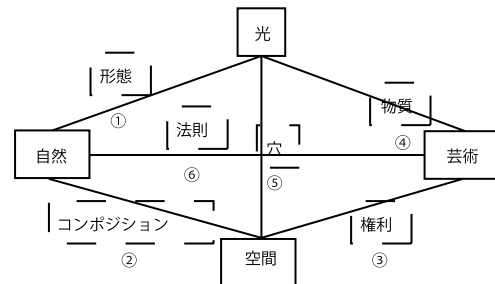 光
形態
物質
①
法則
穴
④
自然
芸術
⑥
⑤
コンポジション
権利
②
空間
③